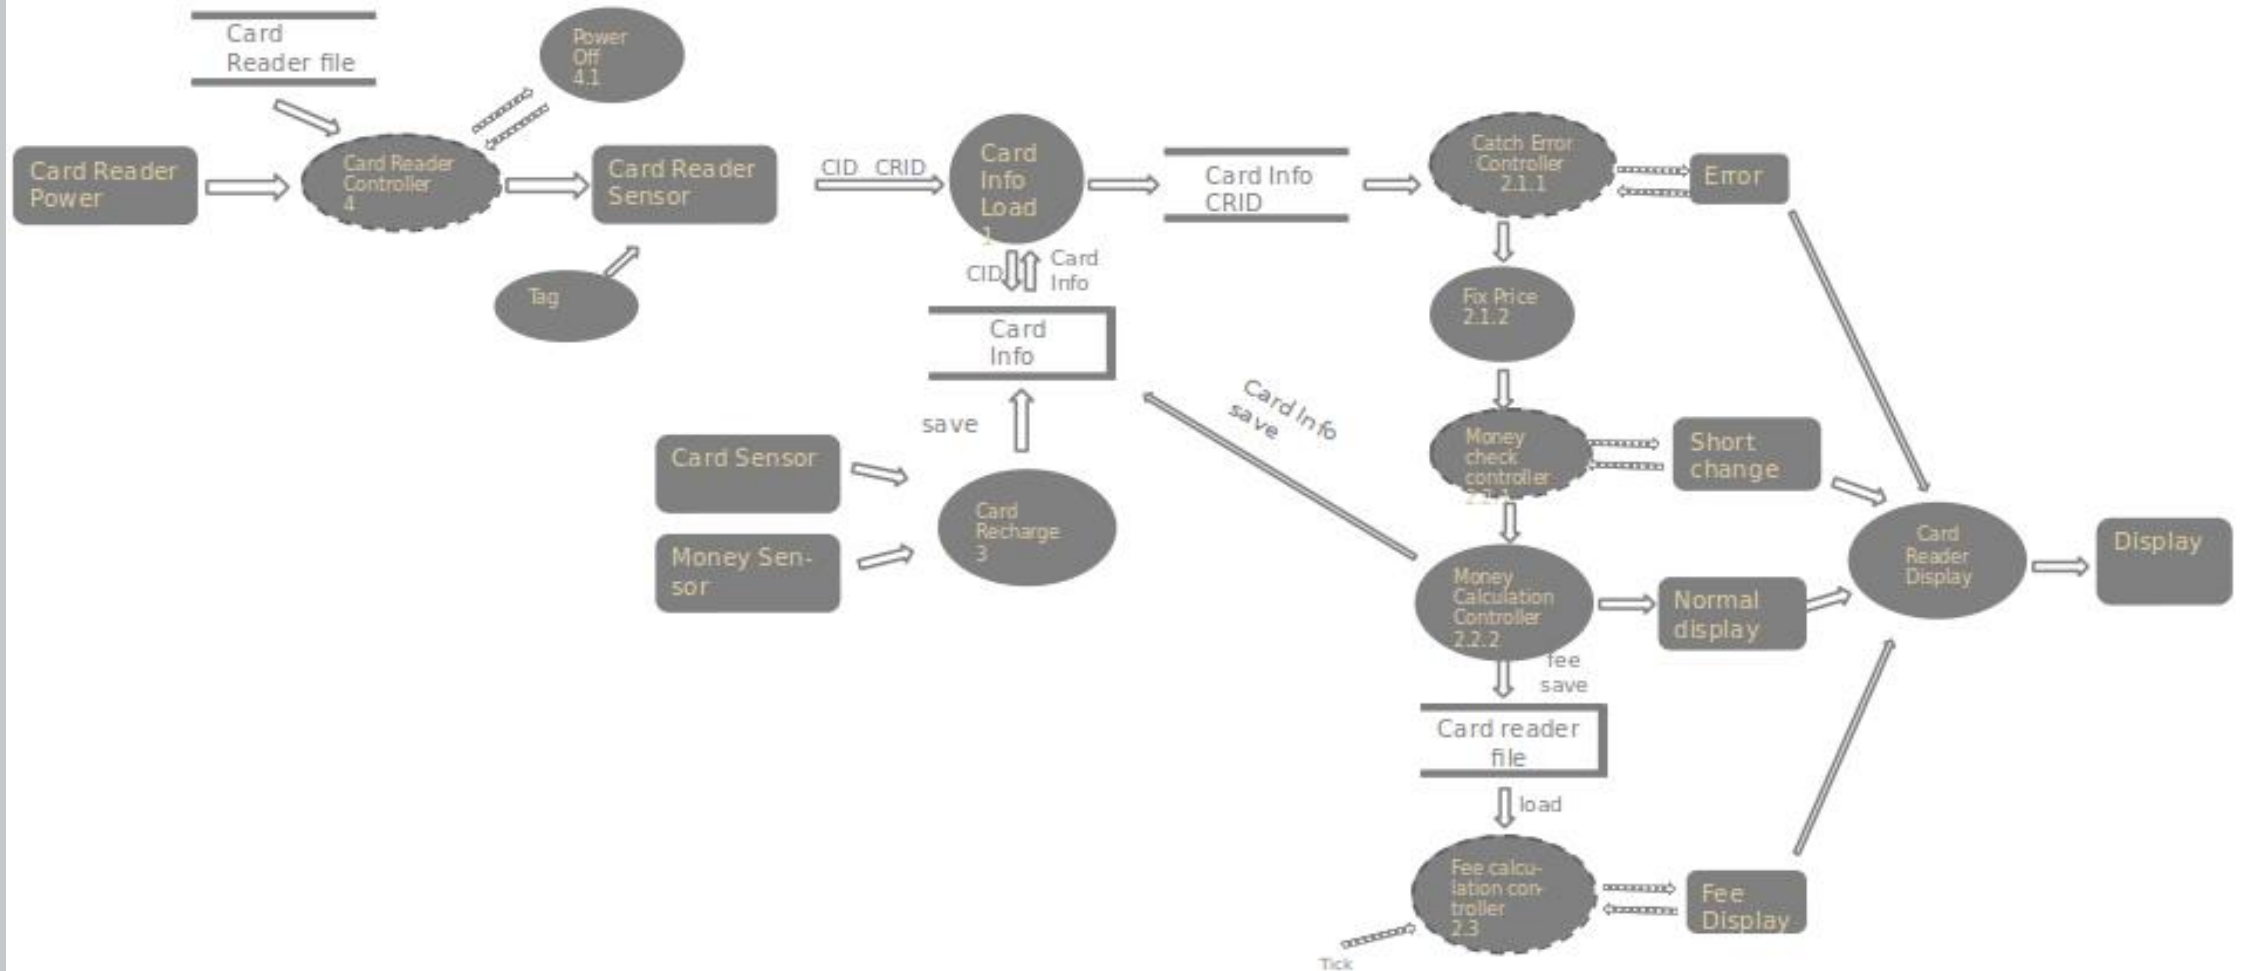 Card
Reader file
Power
Off
4.1
Card Reader
Power
Card Reader
Controller
4
Card Reader
Sensor
Tag
CID CRID
Card
Info
Load
1
CID
Card
Info
Card
Info
save
Card Sensor
Money Sen-
sor
Card
Recharge
3
Card Info
CRID
Catch Error
Controller
2.1.1
Error
Fix Price
2.1.2
Card Info
save
Money
check
controller
Short
change
Money
Calculation
Controller
2.2.2
Normal
display
Card
Reader
Display
Display
fee
save
Card reader
file
load
Fee calcu-
lation con-
troller
2.3
Fee
Display
Tick